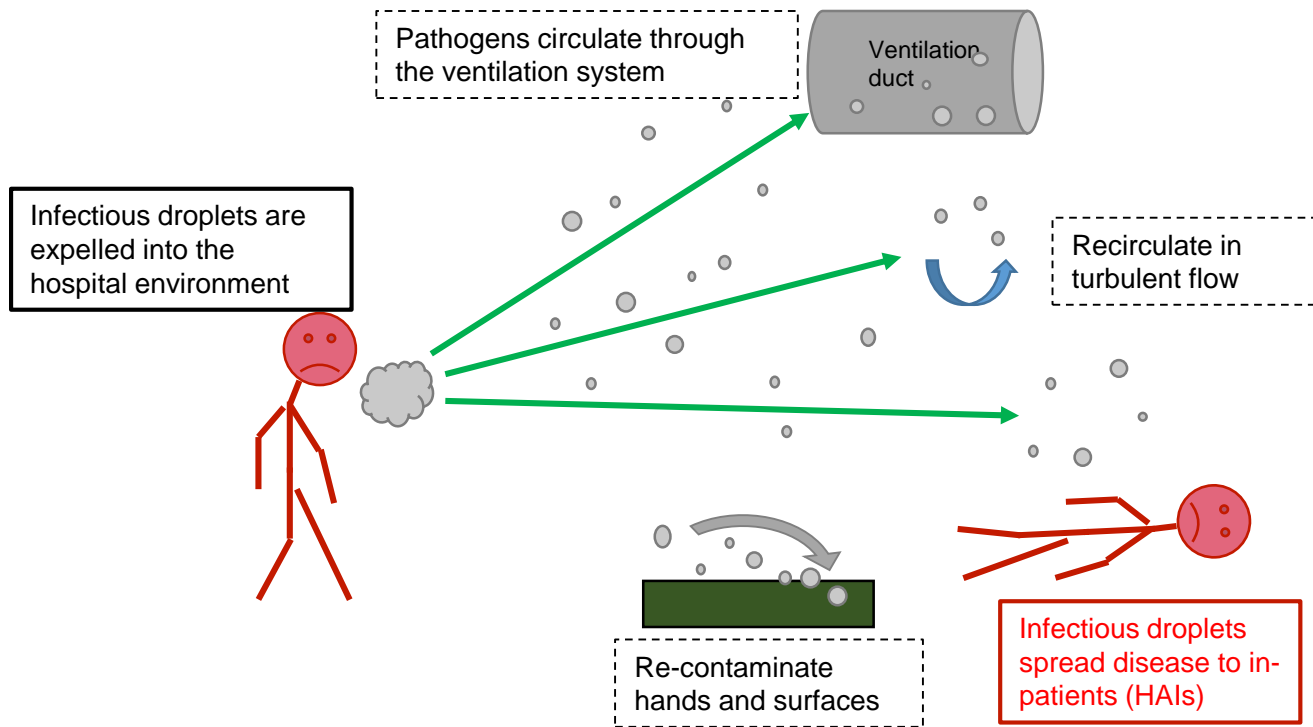 Pathogens circulate through
the ventilation system
Ventilation
duct
Infectious droplets are
expelled into the
hospital environment
Recirculate in
turbulent flow
Re-contaminate
hands and surfaces
Infectious droplets
spread disease to in-
patients (HAIs)